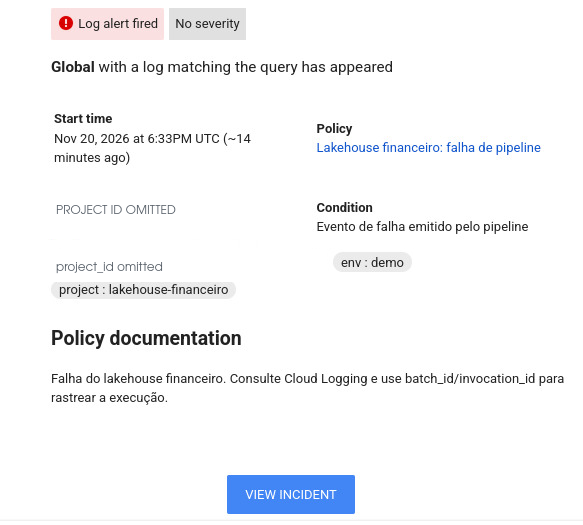 Log alert fired
No severity
Global with a log matching the query has appeared
Start time
Nov 20, 2026 at 6:33PM UTC (~14
minutes ago)
Policy
Lakehouse financeiro: falha de pipeline
PROJECT ID OMITTED
Condition
Evento de falha emitido pelo pipeline
env : demo
project_id omitted
project : lakehouse-financeiro
Policy documentation
Falha do lakehouse financeiro. Consulte Cloud Logging e use batch_id/invocation_id para
rastrear a execução.
VIEW INCIDENT